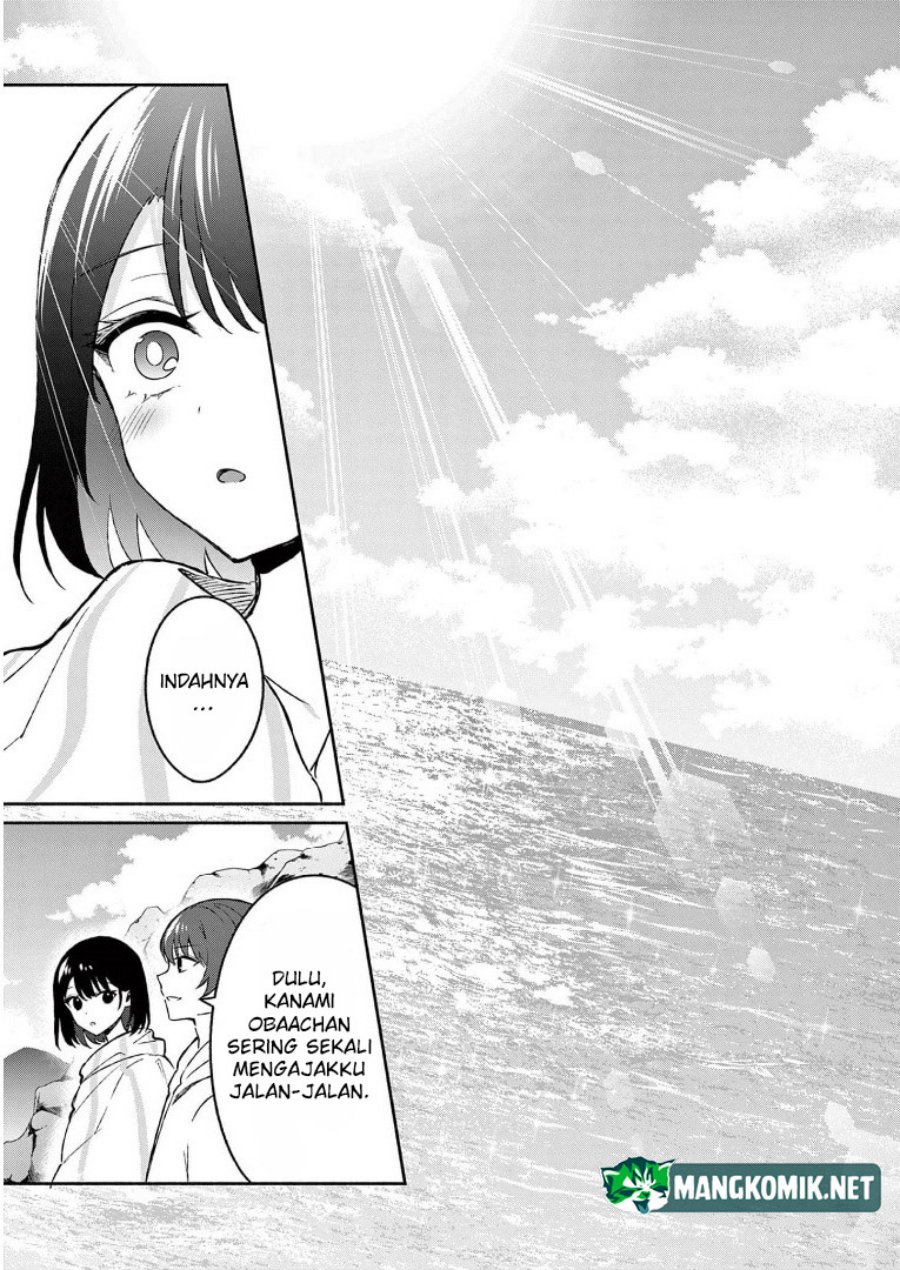 INDAHNYA
...
DULU,
KANAMI
OBAACHAN
SERING SEKALI
MENGAJAKKU
JALAN-JALAN.
MANGKOMIK.NET